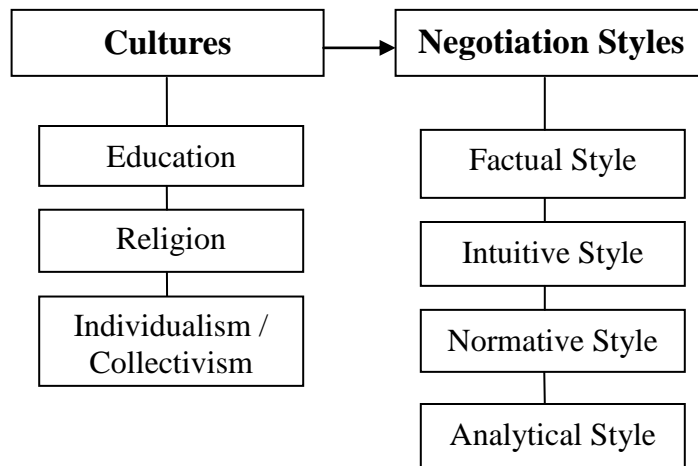 Cultures
Negotiation Styles
Education
Religion
Individualism /
Collectivism
Factual Style
Intuitive Style
Normative Style
Analytical Style